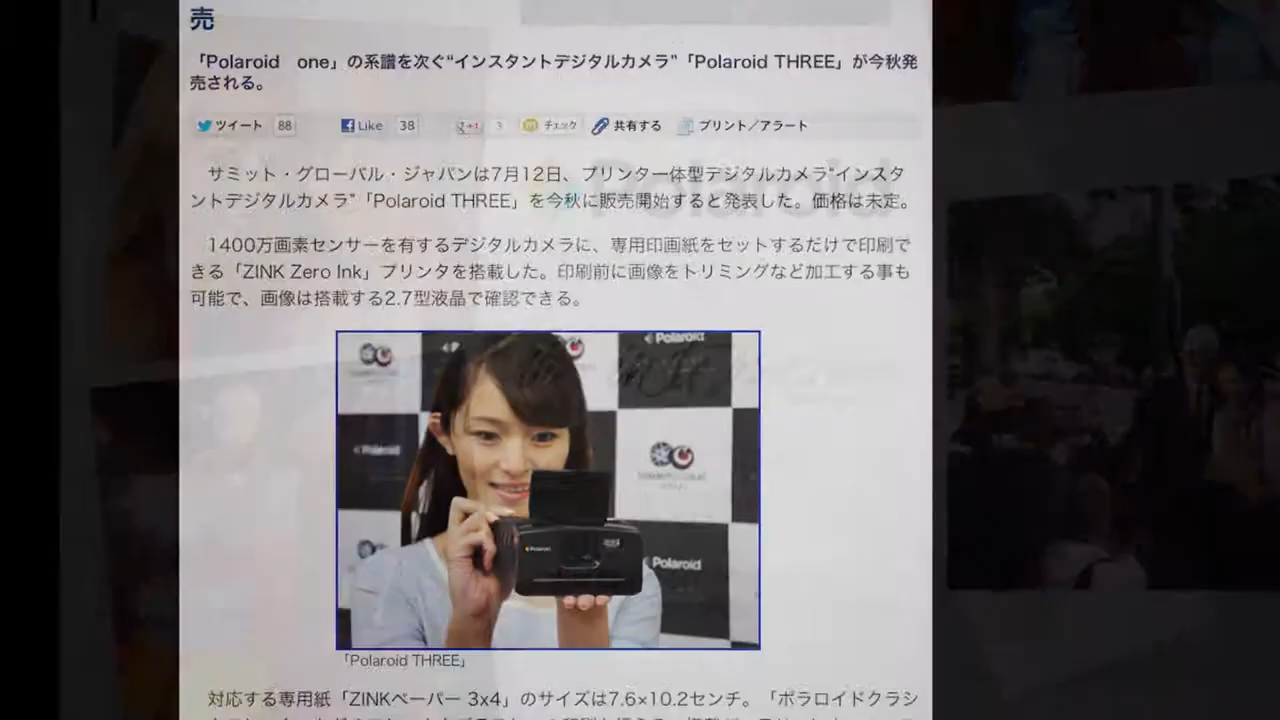 売
「Polaroid one」の系譜を次ぐ“インスタントデジタルカメラ”「Polaroid THREE」が今秋発
売される。
ツイート 88 Like 38 +1 3 チェック 共有する プリント／アラート
サミット・グローバル・ジャパンは7月12日、プリンター体型デジタルカメラ“インスタ
ントデジタルカメラ”「Polaroid THREE」を今秋に販売開始すると発表した。価格は未定。
Polaroid
1400万画素センサーを有するデジタルカメラに、専用印画紙をセットするだけで印刷で
きる「ZINK Zero Ink」プリンタを搭載した。印刷前に画像をトリミングなど加工する事も
可能で、画像は搭載する2.7型液晶で確認できる。
Polaroid
Polaroid
Polaroid
Polaroid
「Polaroid THREE」
対応する専用紙「ZINKペーパー 3x4」のサイズは7.6×10.2センチ。「ポラロイドクラシ